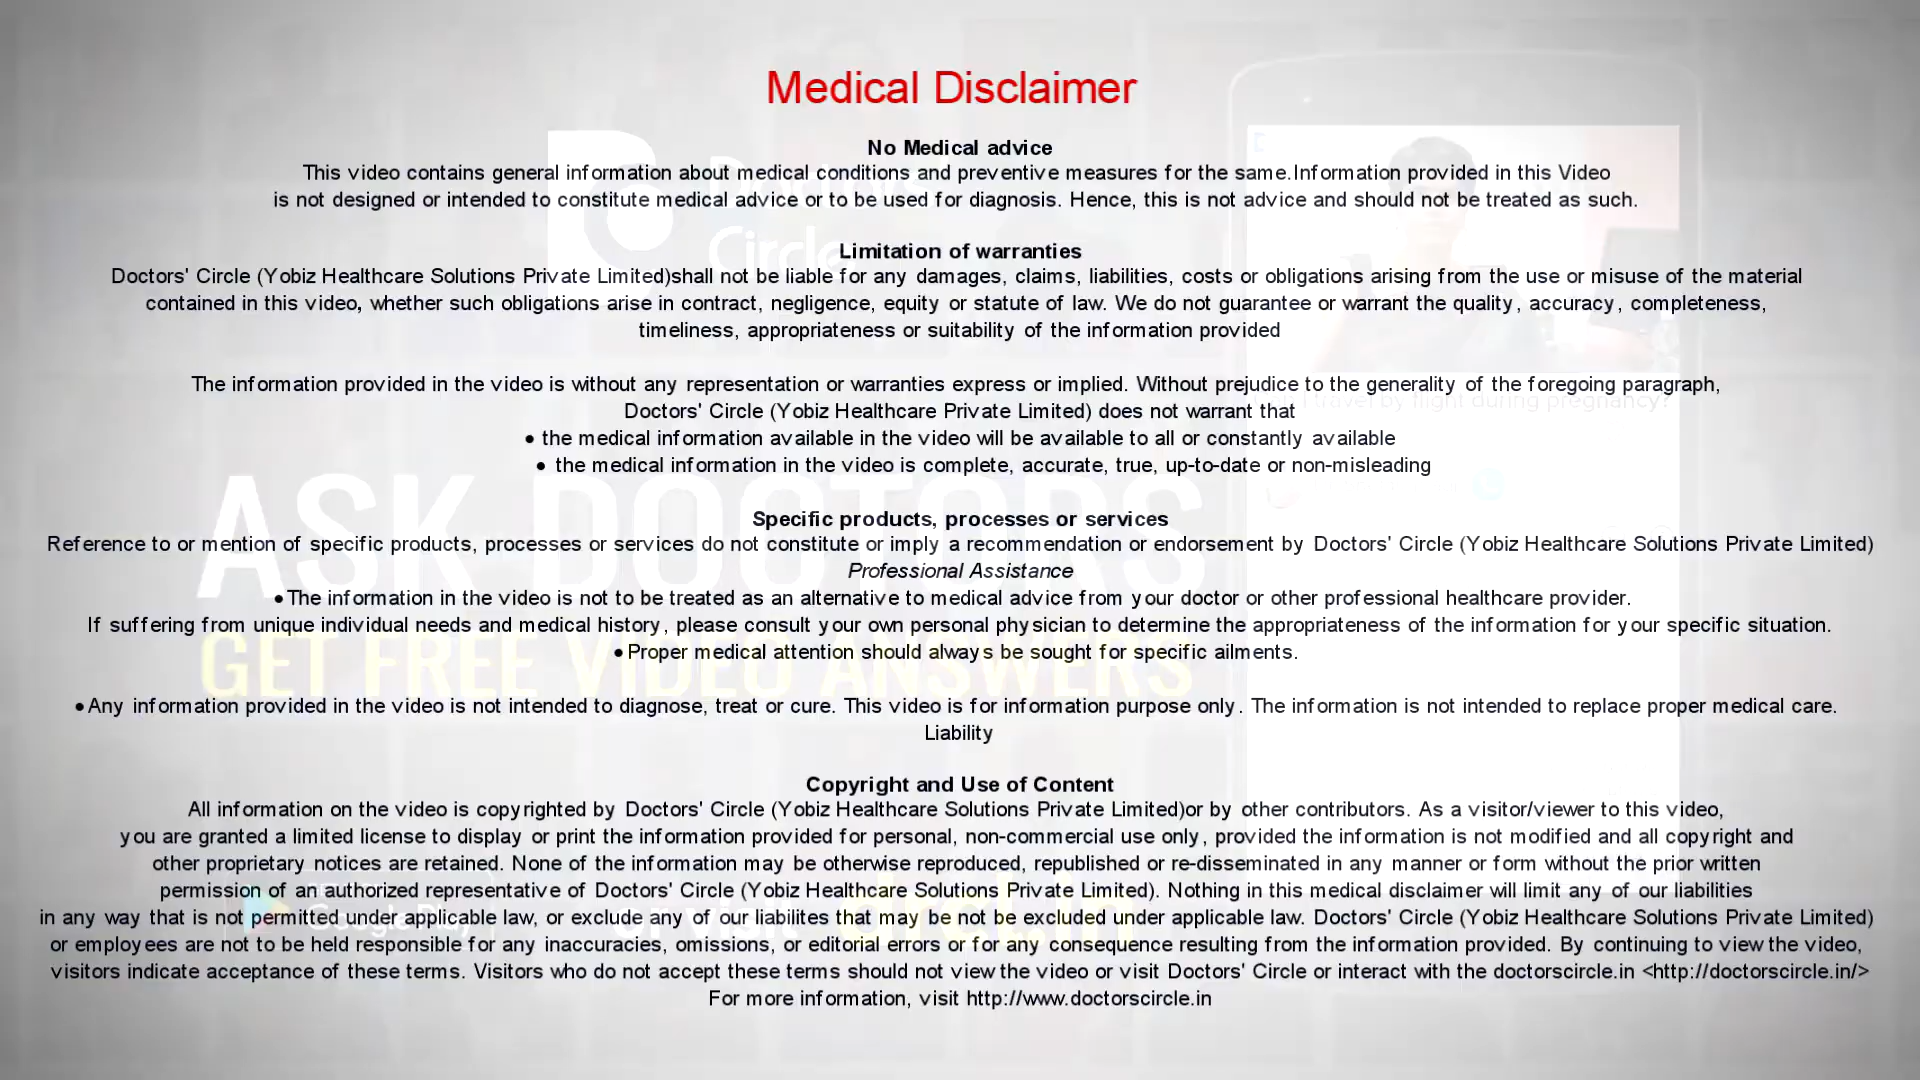 Medical Disclaimer
No Medical advice
This video contains general information about medical conditions and preventive measures for the same.Information provided in this Video
is not designed or intended to constitute medical advice or to be used for diagnosis. Hence, this is not advice and should not be treated as such.
Doctors
Circle
Limitation of warranties
Doctors' Circle (Yobiz Healthcare Solutions Private Limited)shall not be liable for any damages, claims, liabilities, costs or obligations arising from the use or misuse of the material
contained in this video, whether such obligations arise in contract, negligence, equity or statute of law. We do not guarantee or warrant the quality, accuracy, completeness,
timeliness, appropriateness or suitability of the information provided
The information provided in the video is without any representation or warranties express or implied. Without prejudice to the generality of the foregoing paragraph,
Can I travel by flight during pregnancy?
Doctors' Circle (Yobiz Healthcare Private Limited) does not warrant that
• the medical information available in the video will be available to all or constantly available
• the medical information in the video is complete, accurate, true, up-to-date or non-misleading
ASK DOCTORS
Specific products, processes or services
Reference to or mention of specific products, processes or services do not constitute or imply a recommendation or endorsement by Doctors' Circle (Yobiz Healthcare Solutions Private Limited)
Professional Assistance
•The information in the video is not to be treated as an alternative to medical advice from your doctor or other professional healthcare provider.
If suffering from unique individual needs and medical history, please consult your own personal physician to determine the appropriateness of the information for your specific situation.
•Proper medical attention should always be sought for specific ailments.
GET FREE VIDEO ANSWERS
•Any information provided in the video is not intended to diagnose, treat or cure. This video is for information purpose only. The information is not intended to replace proper medical care.
Liability
Copyright and Use of Content
All information on the video is copyrighted by Doctors' Circle (Yobiz Healthcare Solutions Private Limited)or by other contributors. As a visitor/viewer to this video,
you are granted a limited license to display or print the information provided for personal, non-commercial use only, provided the information is not modified and all copyright and
other proprietary notices are retained. None of the information may be otherwise reproduced, republished or re-disseminated in any manner or form without the prior written
permission of an authorized representative of Doctors' Circle (Yobiz Healthcare Solutions Private Limited). Nothing in this medical disclaimer will limit any of our liabilities
Google Play or visit drcl.in
in any way that is not permitted under applicable law, or exclude any of our liabilites that may be not be excluded under applicable law. Doctors' Circle (Yobiz Healthcare Solutions Private Limited)
or employees are not to be held responsible for any inaccuracies, omissions, or editorial errors or for any consequence resulting from the information provided. By continuing to view the video,
visitors indicate acceptance of these terms. Visitors who do not accept these terms should not view the video or visit Doctors' Circle or interact with the doctorscircle.in <http://doctorscircle.in/>
For more information, visit http://www.doctorscircle.in